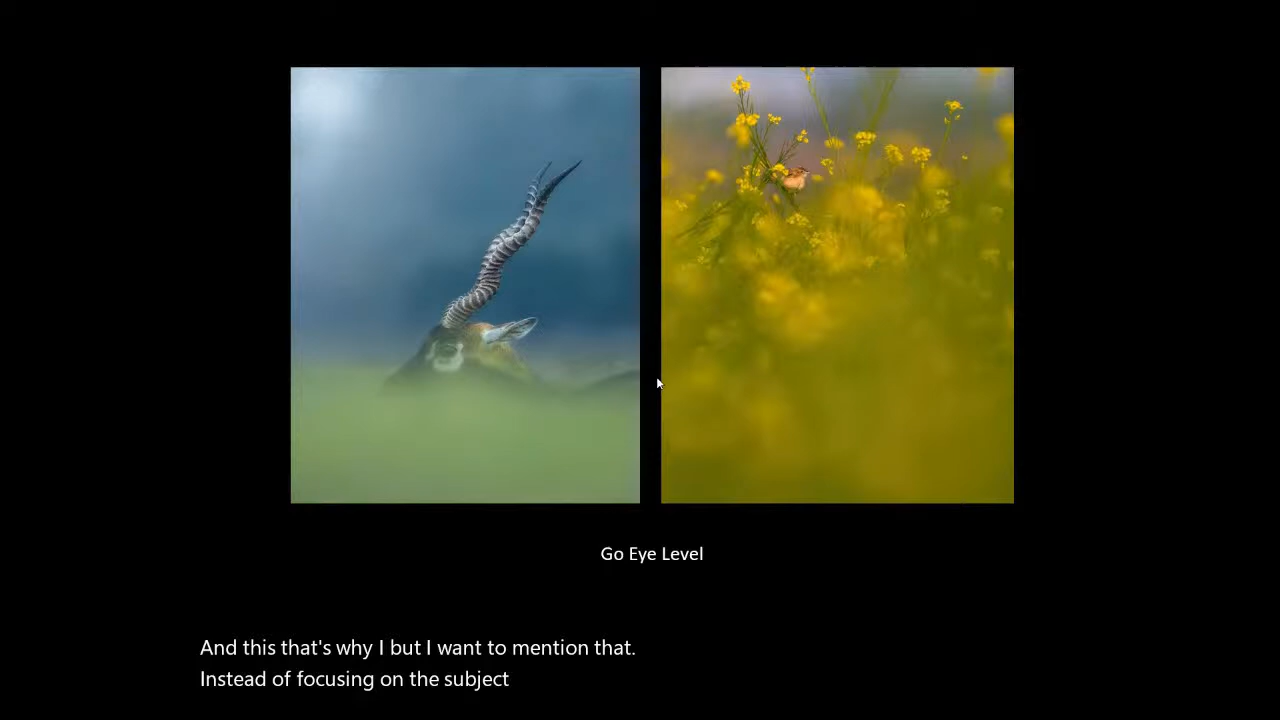 Go Eye Level
And this that's why I but I want to mention that.
Instead of focusing on the subject